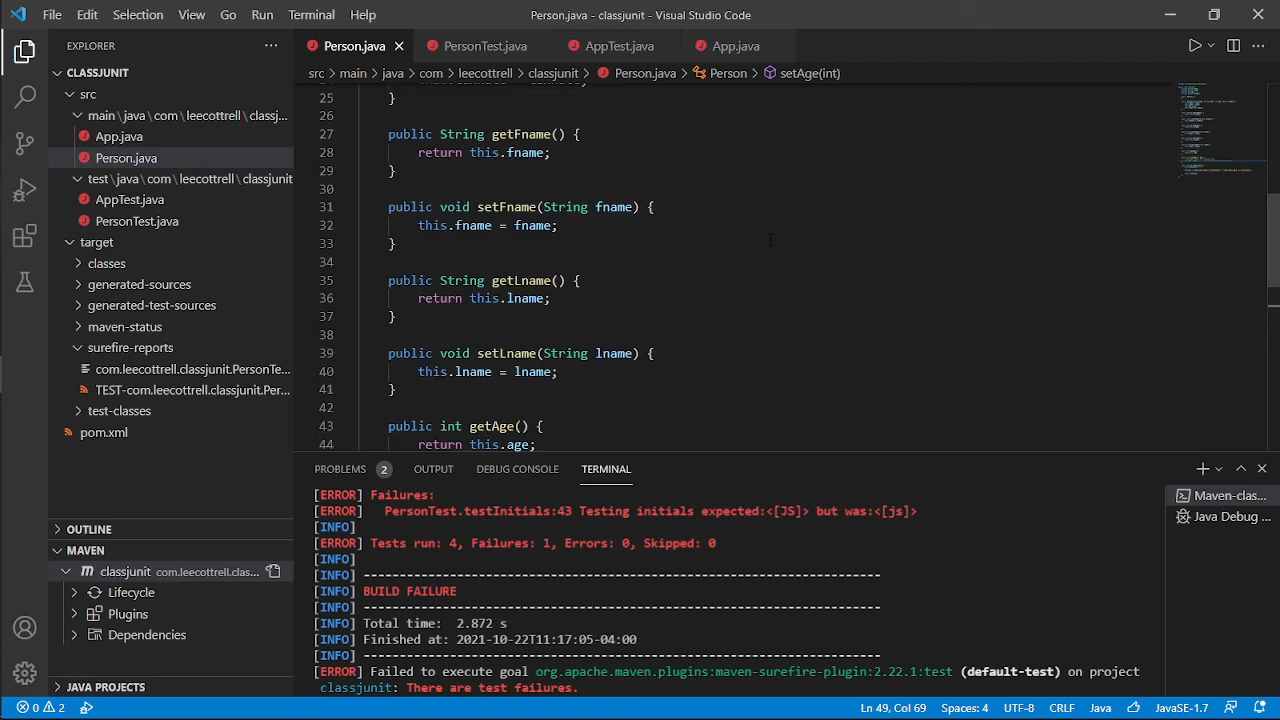 File Edit Selection View Go Run Terminal Help Person.java - classjunit - Visual Studio Code
EXPLORER
CLASSJUNIT
src
main\java\com\leecottrell\classj...
App.java
Person.java
test\java\com\leecottrell\classjunit
AppTest.java
PersonTest.java
target
classes
generated-sources
generated-test-sources
maven-status
surefire-reports
com.leecottrell.classjunit.PersonTe...
TEST-com.leecottrell.classjunit.Per...
test-classes
pom.xml
OUTLINE
MAVEN
classjunit com.leecottrell.clas...
Lifecycle
Plugins
Dependencies
JAVA PROJECTS
Person.java PersonTest.java AppTest.java App.java
src > main > java > com > leecottrell > classjunit > Person.java > Person > setAge(int)
25 }
26
27 public String getFname() {
28 return this.fname;
29 }
30
31 public void setFname(String fname) {
32 this.fname = fname;
33 }
34
35 public String getLname() {
36 return this.lname;
37 }
38
39 public void setLname(String lname) {
40 this.lname = lname;
41 }
42
43 public int getAge() {
44 return this.age;
PROBLEMS 2 OUTPUT DEBUG CONSOLE TERMINAL
[ERROR] Failures:
[ERROR] PersonTest.testInitials:43 Testing initials expected:<[JS]> but was:<[js]>
[INFO]
[ERROR] Tests run: 4, Failures: 1, Errors: 0, Skipped: 0
[INFO]
[INFO] ------------------------------------------------------------------------
[INFO] BUILD FAILURE
[INFO] ------------------------------------------------------------------------
[INFO] Total time: 2.872 s
[INFO] Finished at: 2021-10-22T11:17:05-04:00
[INFO] ------------------------------------------------------------------------
[ERROR] Failed to execute goal org.apache.maven.plugins:maven-surefire-plugin:2.22.1:test (default-test) on project
classjunit: There are test failures.
Maven-clas...
Java Debug ...
0 2 Ln 49, Col 69 Spaces: 4 UTF-8 CRLF Java JavaSE-1.7